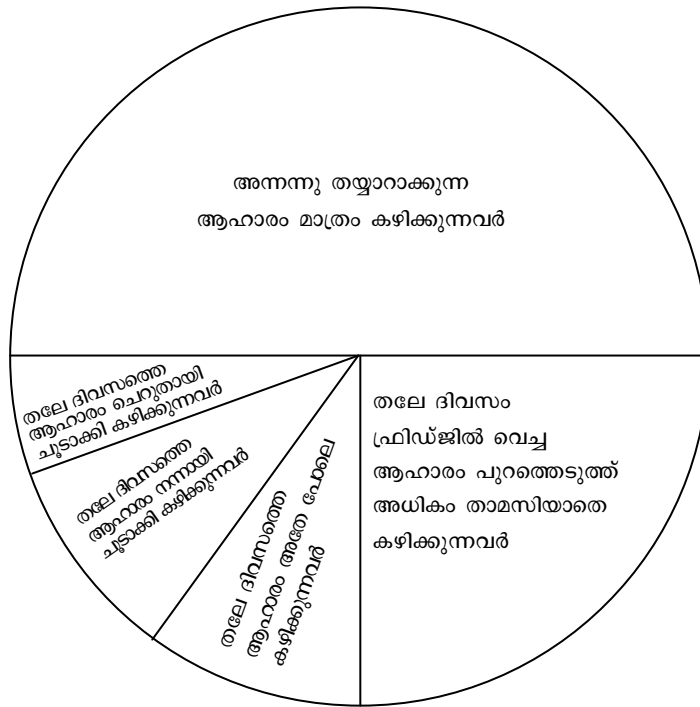 അന്നന്നു തയ്യാറാക്കുന്ന
ആഹാരം മാത്രം കഴിക്കുന്നവർ
തലേ ദിവസത്തെ
ആഹാരം ചെറുതായി
ചൂടാക്കി കഴിക്കുന്നവർ
തലേ ദിവസത്തെ
ആഹാരം നന്നായി
ചൂടാക്കി കഴിക്കുന്നവർ
തലേ ദിവസത്തെ
ആഹാരം അതേ പോലെ
കഴിക്കുന്നവർ
തലേ ദിവസം
ഫ്രിഡ്ജിൽ വെച്ച
ആഹാരം പുറത്തെടുത്ത്
അധികം താമസിയാതെ
കഴിക്കുന്നവർ